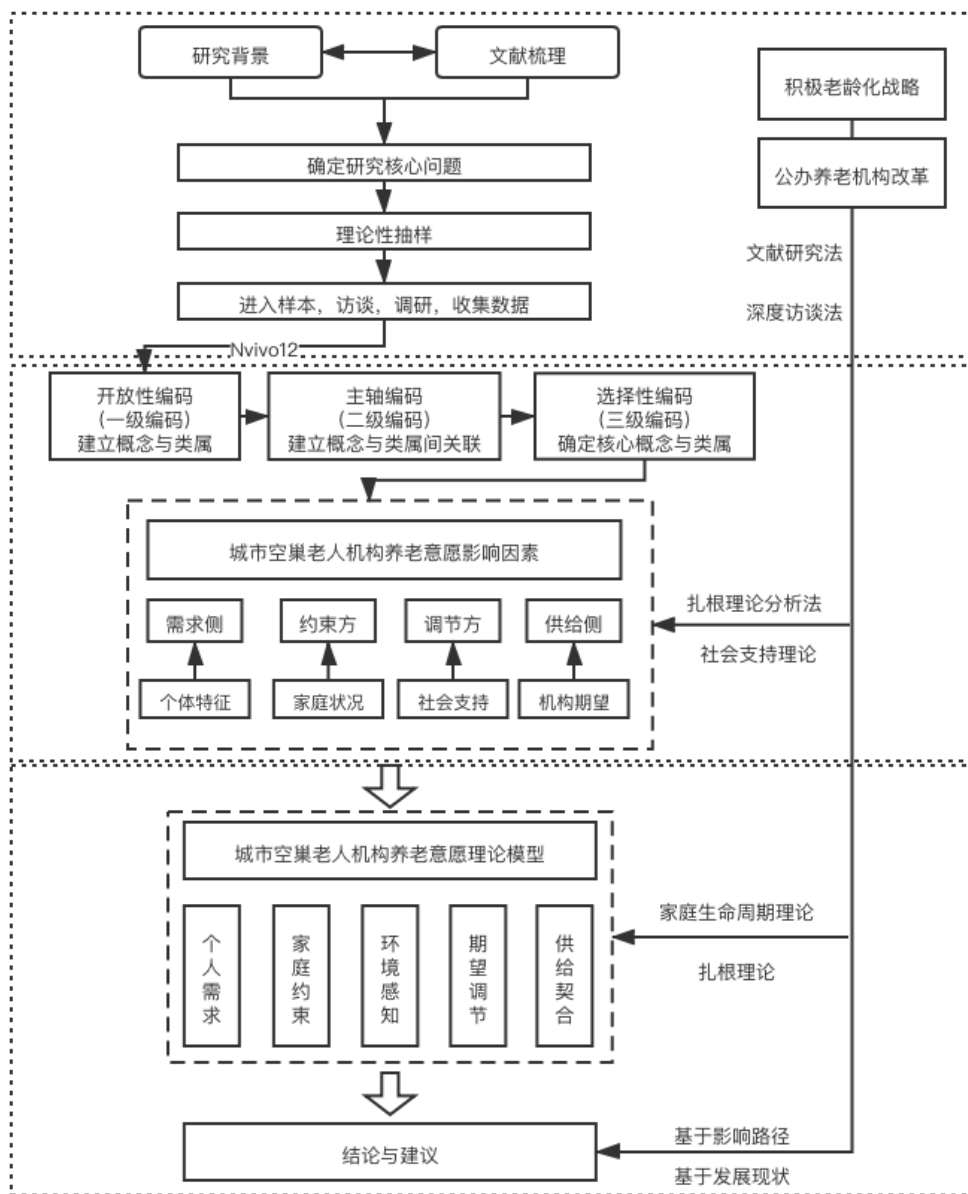 研究背景
文献梳理
积极老龄化战略
确定研究核心问题
公办养老机构改革
理论性抽样
文献研究法
进入样本，访谈，调研，收集数据
深度访谈法
Nvivo12
开放性编码
(一级编码)
建立概念与类属
主轴编码
(二级编码)
建立概念与类属间关联
选择性编码
(三级编码)
确定核心概念与类属
城市空巢老人机构养老意愿影响因素
需求侧
约束方
调节方
供给侧
扎根理论分析法
社会支持理论
个体特征
家庭状况
社会支持
机构期望
城市空巢老人机构养老意愿理论模型
个人需求
家庭约束
环境感知
期望调节
供给契合
家庭生命周期理论
扎根理论
结论与建议
基于影响路径
基于发展现状